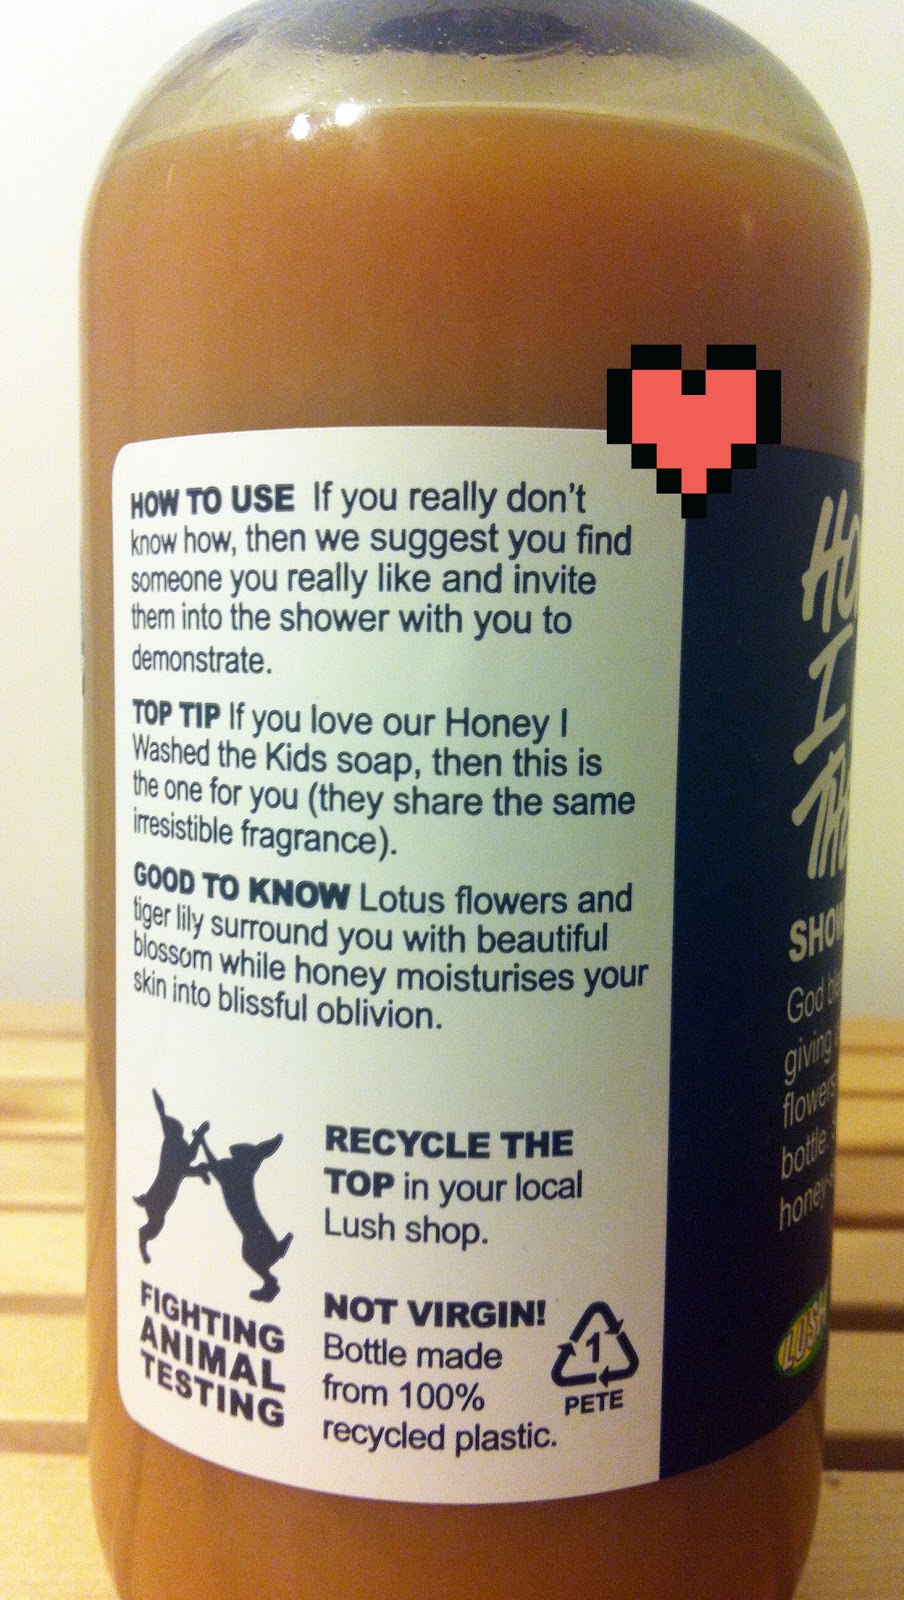 HOW TO USE If you really don't
know how, then we suggest you find
someone you really like and invite
them into the shower with you to
demonstrate.
TOP TIP If you love our Honey I
Washed the Kids soap, then this is
the one for you (they share the same
irresistible fragrance).
GOOD TO KNOW Lotus flowers and
tiger lily surround you with beautiful
blossom while honey moisturises your
skin into blissful oblivion.
FIGHTING
ANIMAL
TESTING
RECYCLE THE
TOP in your local
Lush shop.
NOT VIRGIN!
Bottle made
from 100%
recycled plastic.
1
PETE
I
God
giving
bottle
LUSH